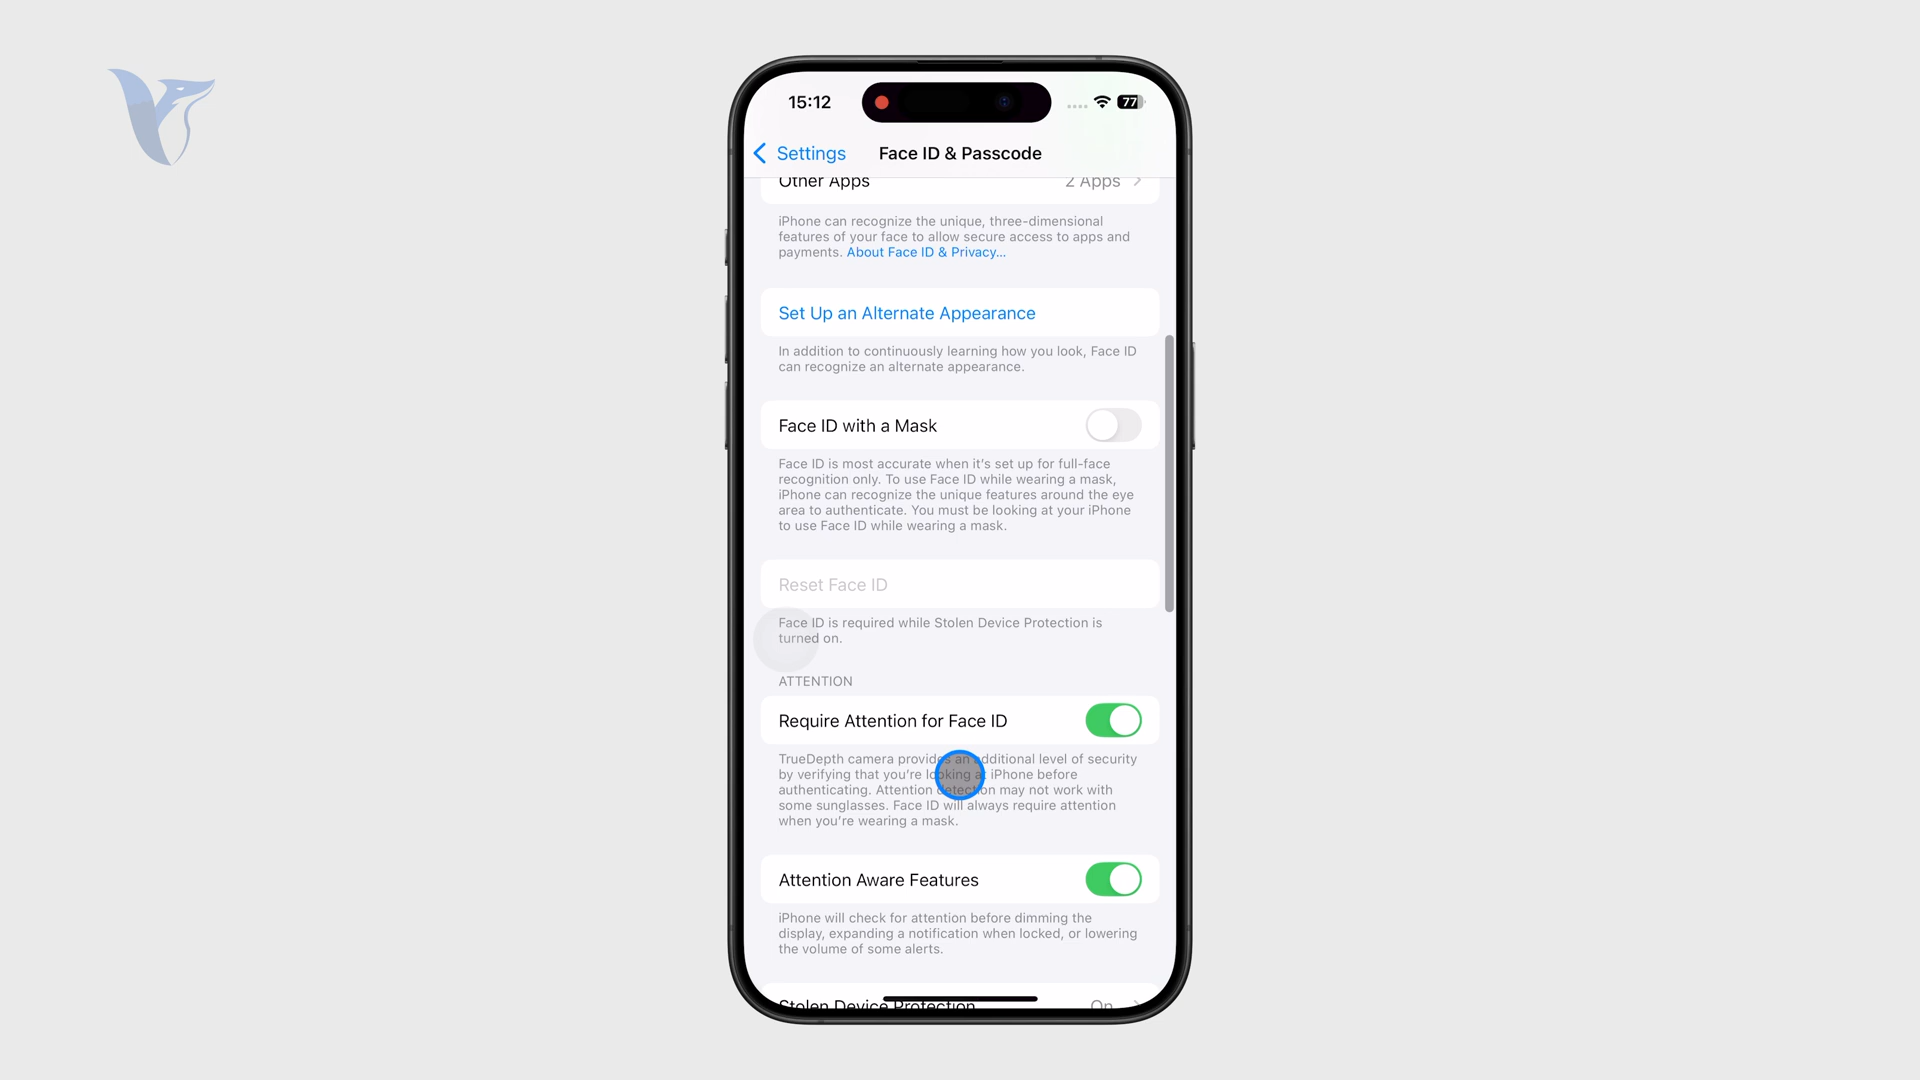 15:12
77
Settings
Face ID & Passcode
Other Apps
2 Apps
iPhone can recognize the unique, three-dimensional
features of your face to allow secure access to apps and
payments. About Face ID & Privacy...
Set Up an Alternate Appearance
In addition to continuously learning how you look, Face ID
can recognize an alternate appearance.
Face ID with a Mask
Face ID is most accurate when it's set up for full-face
recognition only. To use Face ID while wearing a mask,
iPhone can recognize the unique features around the eye
area to authenticate. You must be looking at your iPhone
to use Face ID while wearing a mask.
Reset Face ID
Face ID is required while Stolen Device Protection is
turned on.
ATTENTION
Require Attention for Face ID
TrueDepth camera provides an additional level of security
by verifying that you're looking at iPhone before
authenticating. Attention detection may not work with
some sunglasses. Face ID will always require attention
when you're wearing a mask.
Attention Aware Features
iPhone will check for attention before dimming the
display, expanding a notification when locked, or lowering
the volume of some alerts.
Stolen Device Protection
On